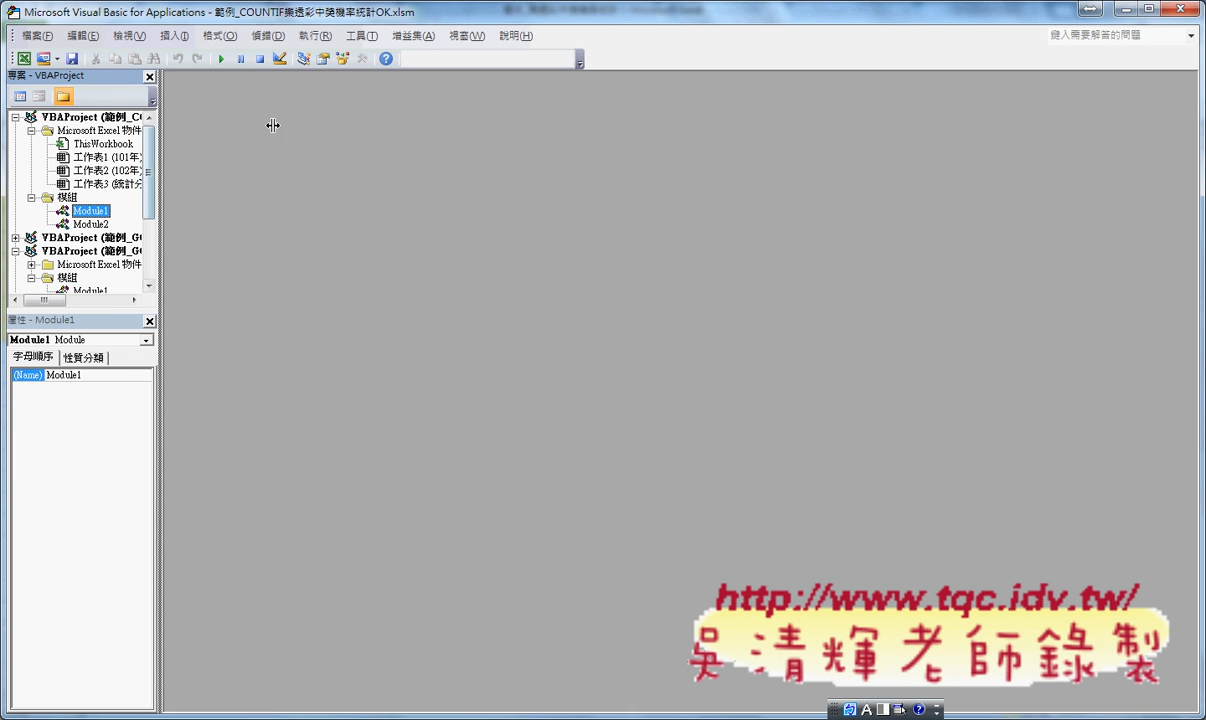 Microsoft Visual Basic for Applications - 範例_COUNTIF樂透彩中獎機率統計OK.xlsm
檔案(F) 編輯(E) 檢視(V) 插入(I) 格式(O) 偵錯(D) 執行(R) 工具(T) 增益集(A) 視窗(W) 說明(H) 鍵入需要解答的問題
專案 - VBAProject
VBAProject (範例_CO
Microsoft Excel 物件
ThisWorkbook
工作表1 (101年)
工作表2 (102年)
工作表3 (統計分
模組
Module1
Module2
VBAProject (範例_GO
VBAProject (範例_GO
Microsoft Excel 物件
模組
Module1
屬性 - Module1
Module1 Module
字母順序 性質分類
(Name) Module1
http://www.tqc.idv.tw/
吳清輝老師錄製
A